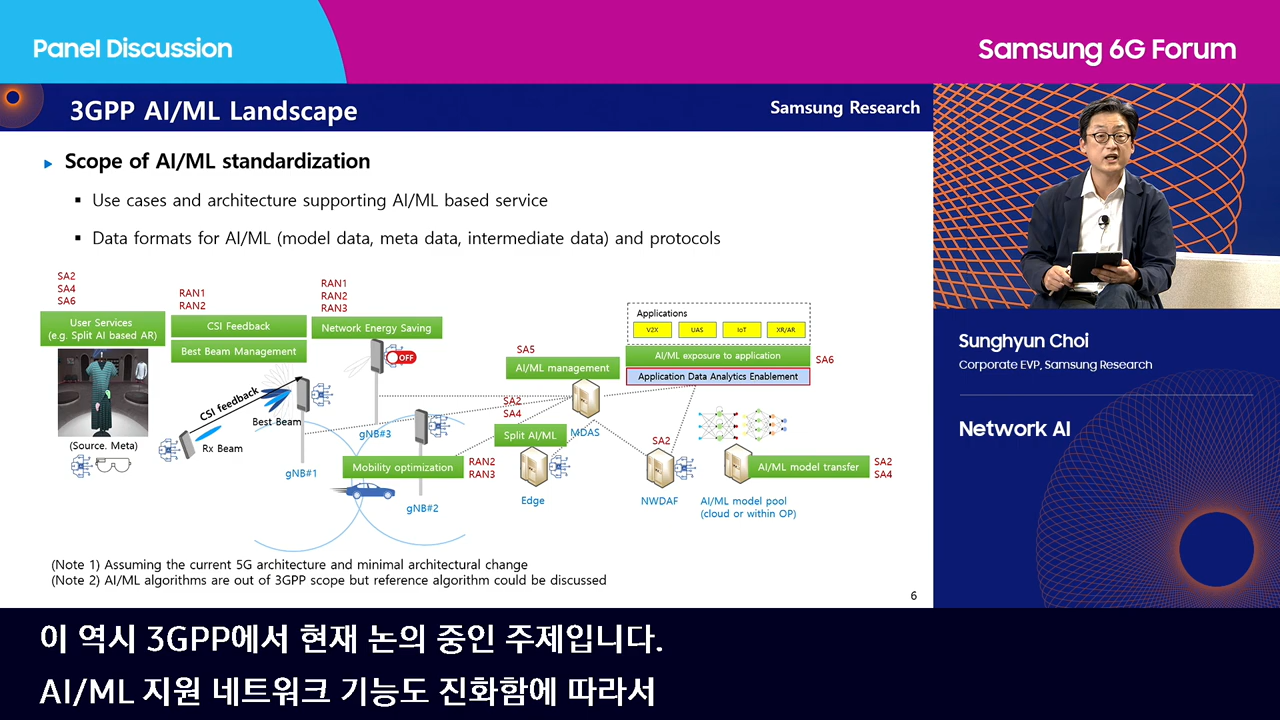 Panel Discussion
Samsung 6G Forum
3GPP AI/ML Landscape
Samsung Research
Scope of AI/ML standardization
Use cases and architecture supporting AI/ML based service
Data formats for AI/ML (model data, meta data, intermediate data) and protocols
SA2
SA4
SA6
User Services
(e.g. Split AI based AR)
(Source. Meta)
RAN1
RAN2
CSI Feedback
Best Beam Management
CSI feedback
Best Beam
Rx Beam
gNB#1
RAN1
RAN2
RAN3
Network Energy Saving
OFF
gNB#3
Mobility optimization
RAN2
RAN3
gNB#2
SA5
AI/ML management
MDAS
SA2
SA4
Split AI/ML
Edge
Applications
V2X
UAS
IoT
XR/AR
AI/ML exposure to application
SA6
Application Data Analytics Enablement
SA2
NWDAF
AI/ML model transfer
SA2
SA4
AI/ML model pool
(cloud or within OP)
(Note 1) Assuming the current 5G architecture and minimal architectural change
(Note 2) AI/ML algorithms are out of 3GPP scope but reference algorithm could be discussed
6
Sunghyun Choi
Corporate EVP, Samsung Research
Network AI
이 역시 3GPP에서 현재 논의 중인 주제입니다.
AI/ML 지원 네트워크 기능도 진화함에 따라서